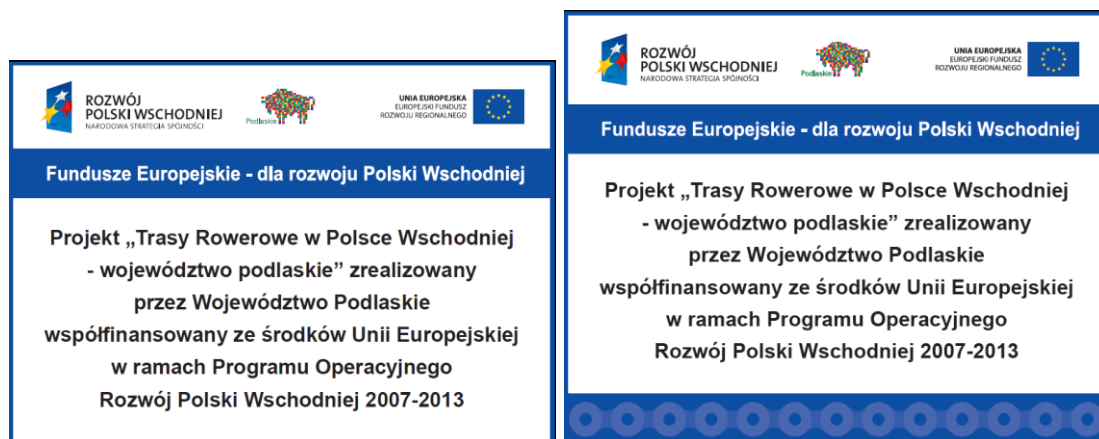 ROZWÓJ
POLSKI WSCHODNIEJ
NARODOWA STRATEGIA SPÓJNOŚCI
Podlaskie
UNIA EUROPEJSKA
EUROPEJSKI FUNDUSZ
ROZWOJU REGIONALNEGO
Fundusze Europejskie - dla rozwoju Polski Wschodniej
Projekt „Trasy Rowerowe w Polsce Wschodniej
- województwo podlaskie” zrealizowany
przez Województwo Podlaskie
współfinansowany ze środków Unii Europejskiej
w ramach Programu Operacyjnego
Rozwój Polski Wschodniej 2007-2013
ROZWÓJ
POLSKI WSCHODNIEJ
NARODOWA STRATEGIA SPÓJNOŚCI
Podlaskie
UNIA EUROPEJSKA
EUROPEJSKI FUNDUSZ
ROZWOJU REGIONALNEGO
Fundusze Europejskie - dla rozwoju Polski Wschodniej
Projekt „Trasy Rowerowe w Polsce Wschodniej
- województwo podlaskie” zrealizowany
przez Województwo Podlaskie
współfinansowany ze środków Unii Europejskiej
w ramach Programu Operacyjnego
Rozwój Polski Wschodniej 2007-2013